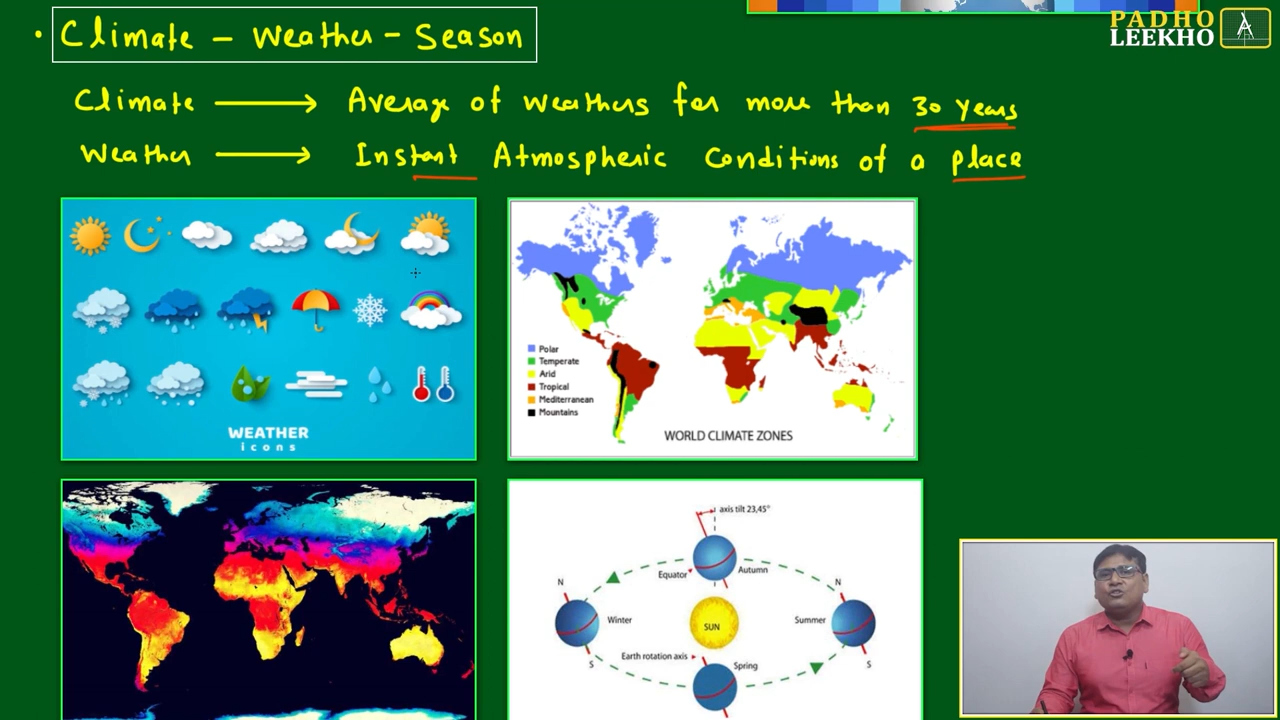 PADHO
LEEKHO
• Climate – Weather – Season
Climate → Average of weathers for more than 30 years
Weather → Instant Atmospheric Conditions of a place
WEATHER
icons
Polar
Temperate
Arid
Tropical
Mediterranean
Mountains
WORLD CLIMATE ZONES
axis tilt 23,45°
Equator
Autumn
N
N
Winter
SUN
Summer
S
S
Earth rotation axis
Spring